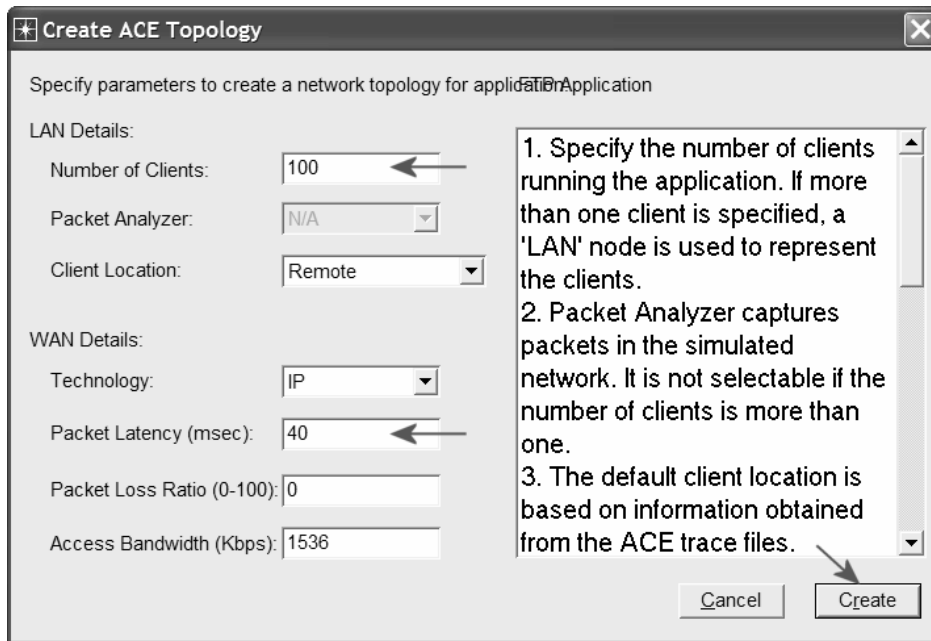 Create ACE Topology
Specify parameters to create a network topology for application FTP Application
LAN Details:
Number of Clients: 100
Packet Analyzer: N/A
Client Location: Remote
WAN Details:
Technology: IP
Packet Latency (msec): 40
Packet Loss Ratio (0-100): 0
Access Bandwidth (Kbps): 1536
1. Specify the number of clients
running the application. If more
than one client is specified, a
'LAN' node is used to represent
the clients.
2. Packet Analyzer captures
packets in the simulated
network. It is not selectable if the
number of clients is more than
one.
3. The default client location is
based on information obtained
from the ACE trace files.
Cancel
Create